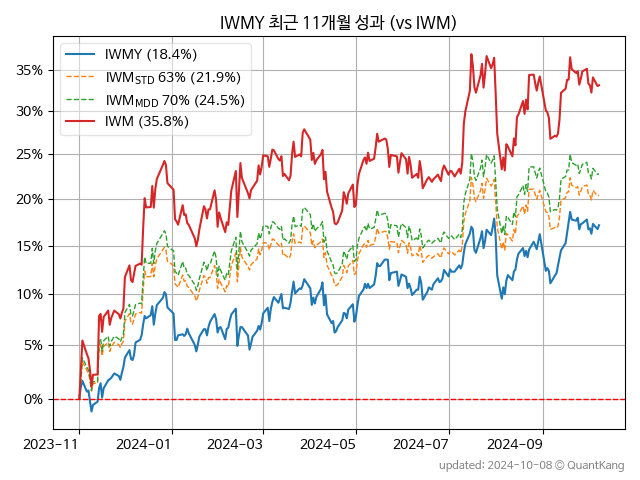 IWMY 최근 11개월 성과 (vs IWM)
IWMY (18.4%)
IWM_STD 63% (21.9%)
IWM_MDD 70% (24.5%)
IWM (35.8%)
35%
30%
25%
20%
15%
10%
5%
0%
2023-11 2024-01 2024-03 2024-05 2024-07 2024-09
updated: 2024-10-08 © QuantKang